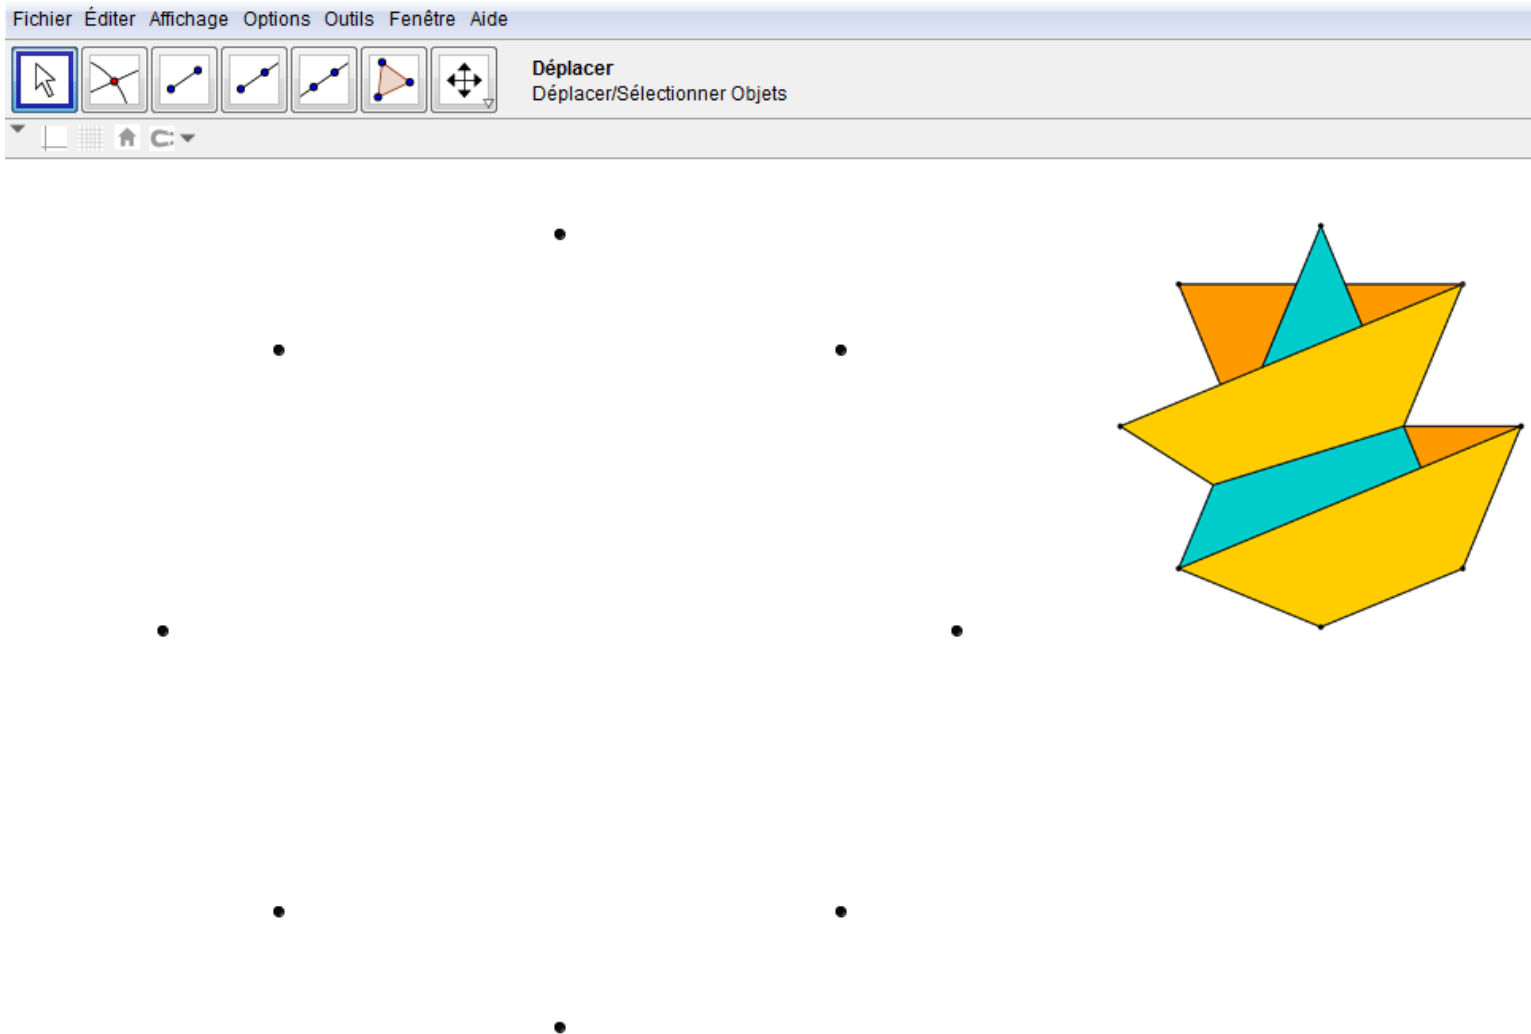 Fichier Éditer Affichage Options Outils Fenêtre Aide
Déplacer
Déplacer/Sélectionner Objets